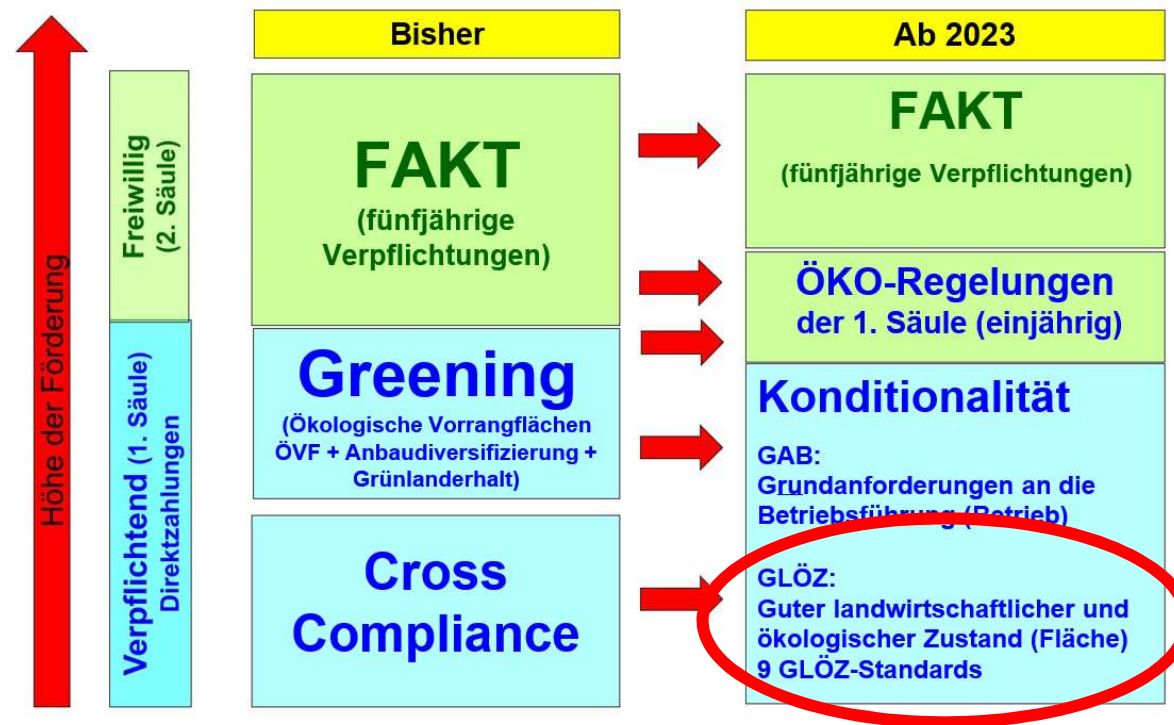 Höhe der Förderung
Freiwillig
(2. Säule)
Verpflichtend (1. Säule)
Direktzahlungen
Bisher
FAKT
(fünfjährige
Verpflichtungen)
Greening
(Ökologische Vorrangflächen
ÖVF + Anbaudiversifizierung +
Grünlanderhalt)
Cross
Compliance
Ab 2023
FAKT
(fünfjährige Verpflichtungen)
ÖKO-Regelungen
der 1. Säule (einjährig)
Konditionalität
GAB:
Grundanforderungen an die
Betriebsführung (Betrieb)
GLÖZ:
Guter landwirtschaftlicher und
ökologischer Zustand (Fläche)
9 GLÖZ-Standards